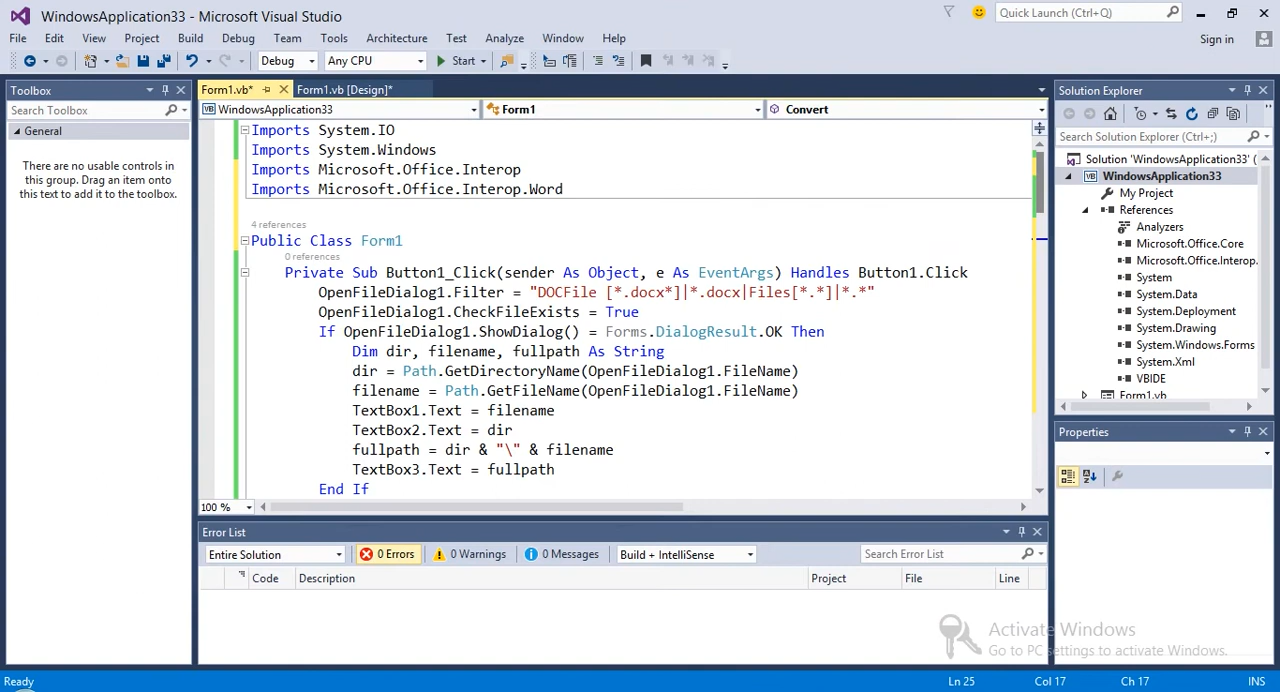 WindowsApplication33 - Microsoft Visual Studio
Quick Launch (Ctrl+Q)
File Edit View Project Build Debug Team Tools Architecture Test Analyze Window Help
Sign in
Debug Any CPU Start
Toolbox
Search Toolbox
General
There are no usable controls in
this group. Drag an item onto
this text to add it to the toolbox.
Form1.vb* Form1.vb [Design]*
WindowsApplication33 Form1 Convert
Imports System.IO
Imports System.Windows
Imports Microsoft.Office.Interop
Imports Microsoft.Office.Interop.Word
4 references
Public Class Form1
0 references
Private Sub Button1_Click(sender As Object, e As EventArgs) Handles Button1.Click
OpenFileDialog1.Filter = "DOCFile [*.docx*]|*.docx|Files[*.*]|*.*"
OpenFileDialog1.CheckFileExists = True
If OpenFileDialog1.ShowDialog() = Forms.DialogResult.OK Then
Dim dir, filename, fullpath As String
dir = Path.GetDirectoryName(OpenFileDialog1.FileName)
filename = Path.GetFileName(OpenFileDialog1.FileName)
TextBox1.Text = filename
TextBox2.Text = dir
fullpath = dir & "\" & filename
TextBox3.Text = fullpath
End If
100 %
Error List
Entire Solution 0 Errors 0 Warnings 0 Messages Build + IntelliSense Search Error List
Code Description Project File Line
Solution Explorer
Search Solution Explorer (Ctrl+;)
Solution 'WindowsApplication33' (
WindowsApplication33
My Project
References
Analyzers
Microsoft.Office.Core
Microsoft.Office.Interop.
System
System.Data
System.Deployment
System.Drawing
System.Windows.Forms
System.Xml
VBIDE
Form1.vb
Properties
Activate Windows
Go to PC settings to activate Windows.
Ready Ln 25 Col 17 Ch 17 INS